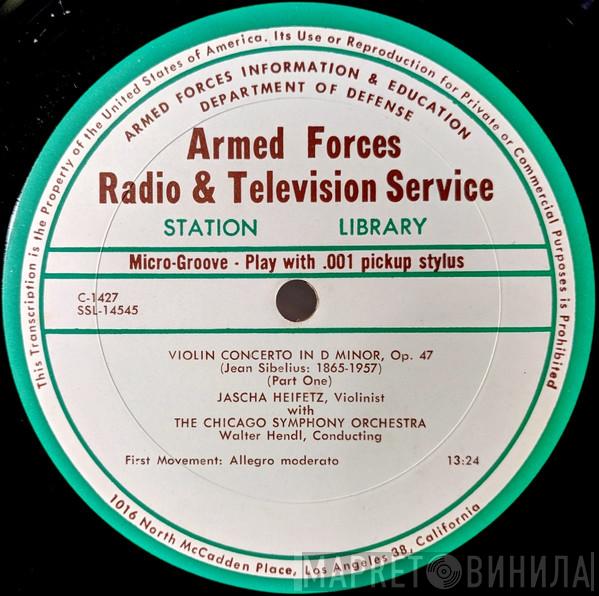 This Transcription is the Property of the United States of America. Its Use or Reproduction for Private or Commercial Purposes is Prohibited
ARMED FORCES INFORMATION & EDUCATION
DEPARTMENT OF DEFENSE
Armed Forces
Radio & Television Service
STATION LIBRARY
Micro-Groove - Play with .001 pickup stylus
C-1427
SSL-14545
VIOLIN CONCERTO IN D MINOR, Op. 47
(Jean Sibelius: 1865-1957)
(Part One)
JASCHA HEIFETZ, Violinist
with
THE CHICAGO SYMPHONY ORCHESTRA
Walter Hendl, Conducting
First Movement: Allegro moderato 13:24
1016 North McCadden Place, Los Angeles 38, California
МАРКЕТ ВИНИЛА